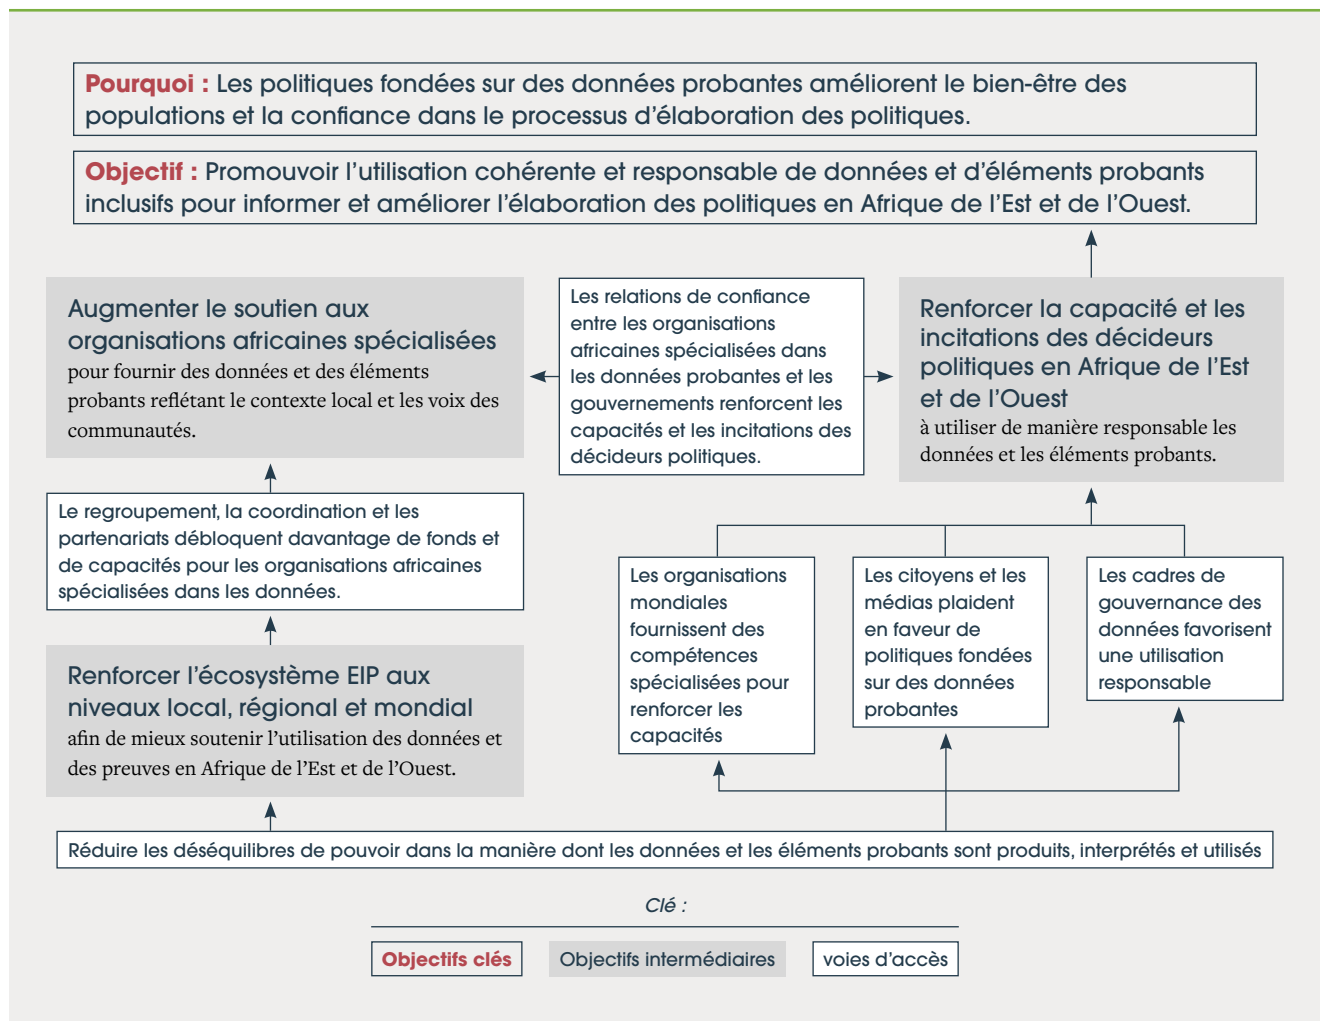 Pourquoi : Les politiques fondées sur des données probantes améliorent le bien-être des
populations et la confiance dans le processus d’élaboration des politiques.
Objectif : Promouvoir l’utilisation cohérente et responsable de données et d’éléments probants
inclusifs pour informer et améliorer l’élaboration des politiques en Afrique de l’Est et de l’Ouest.
Augmenter le soutien aux
organisations africaines spécialisées
pour fournir des données et des éléments
probants reflétant le contexte local et les voix des
communautés.
Les relations de confiance
entre les organisations
africaines spécialisées dans
les données probantes et les
gouvernements renforcent les
capacités et les incitations des
décideurs politiques.
Renforcer la capacité et les
incitations des décideurs
politiques en Afrique de l’Est
et de l’Ouest
à utiliser de manière responsable les
données et les éléments probants.
Le regroupement, la coordination et les
partenariats débloquent davantage de fonds et
de capacités pour les organisations africaines
spécialisées dans les données.
Renforcer l’écosystème EIP aux
niveaux local, régional et mondial
afin de mieux soutenir l’utilisation des données et
des preuves en Afrique de l’Est et de l’Ouest.
Les organisations
mondiales
fournissent des
compétences
spécialisées pour
renforcer les
capacités
Les citoyens et les
médias plaident
en faveur de
politiques fondées
sur des données
probantes
Les cadres de
gouvernance des
données favorisent
une utilisation
responsable
Réduire les déséquilibres de pouvoir dans la manière dont les données et les éléments probants sont produits, interprétés et utilisés
Clé :
Objectifs clés
Objectifs intermédiaires
voies d’accès